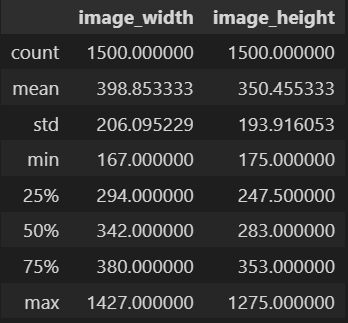 image_width image_height
count 1500.000000 1500.000000
mean 398.853333 350.455333
std 206.095229 193.916053
min 167.000000 175.000000
25% 294.000000 247.500000
50% 342.000000 283.000000
75% 380.000000 353.000000
max 1427.000000 1275.000000